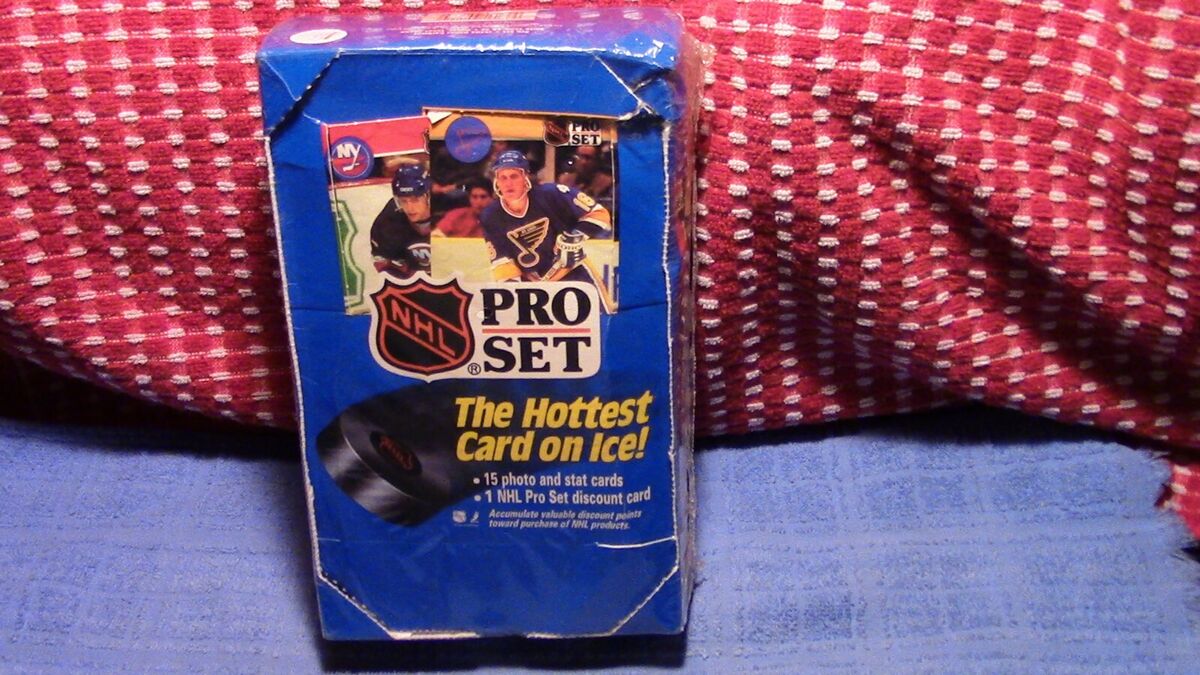 NY
PRO
SET
16
NHL
PRO
SET
®
The Hottest
Card on Ice!
• 15 photo and stat cards
• 1 NHL Pro Set discount card
Accumulate valuable discount points
toward purchase of NHL products.